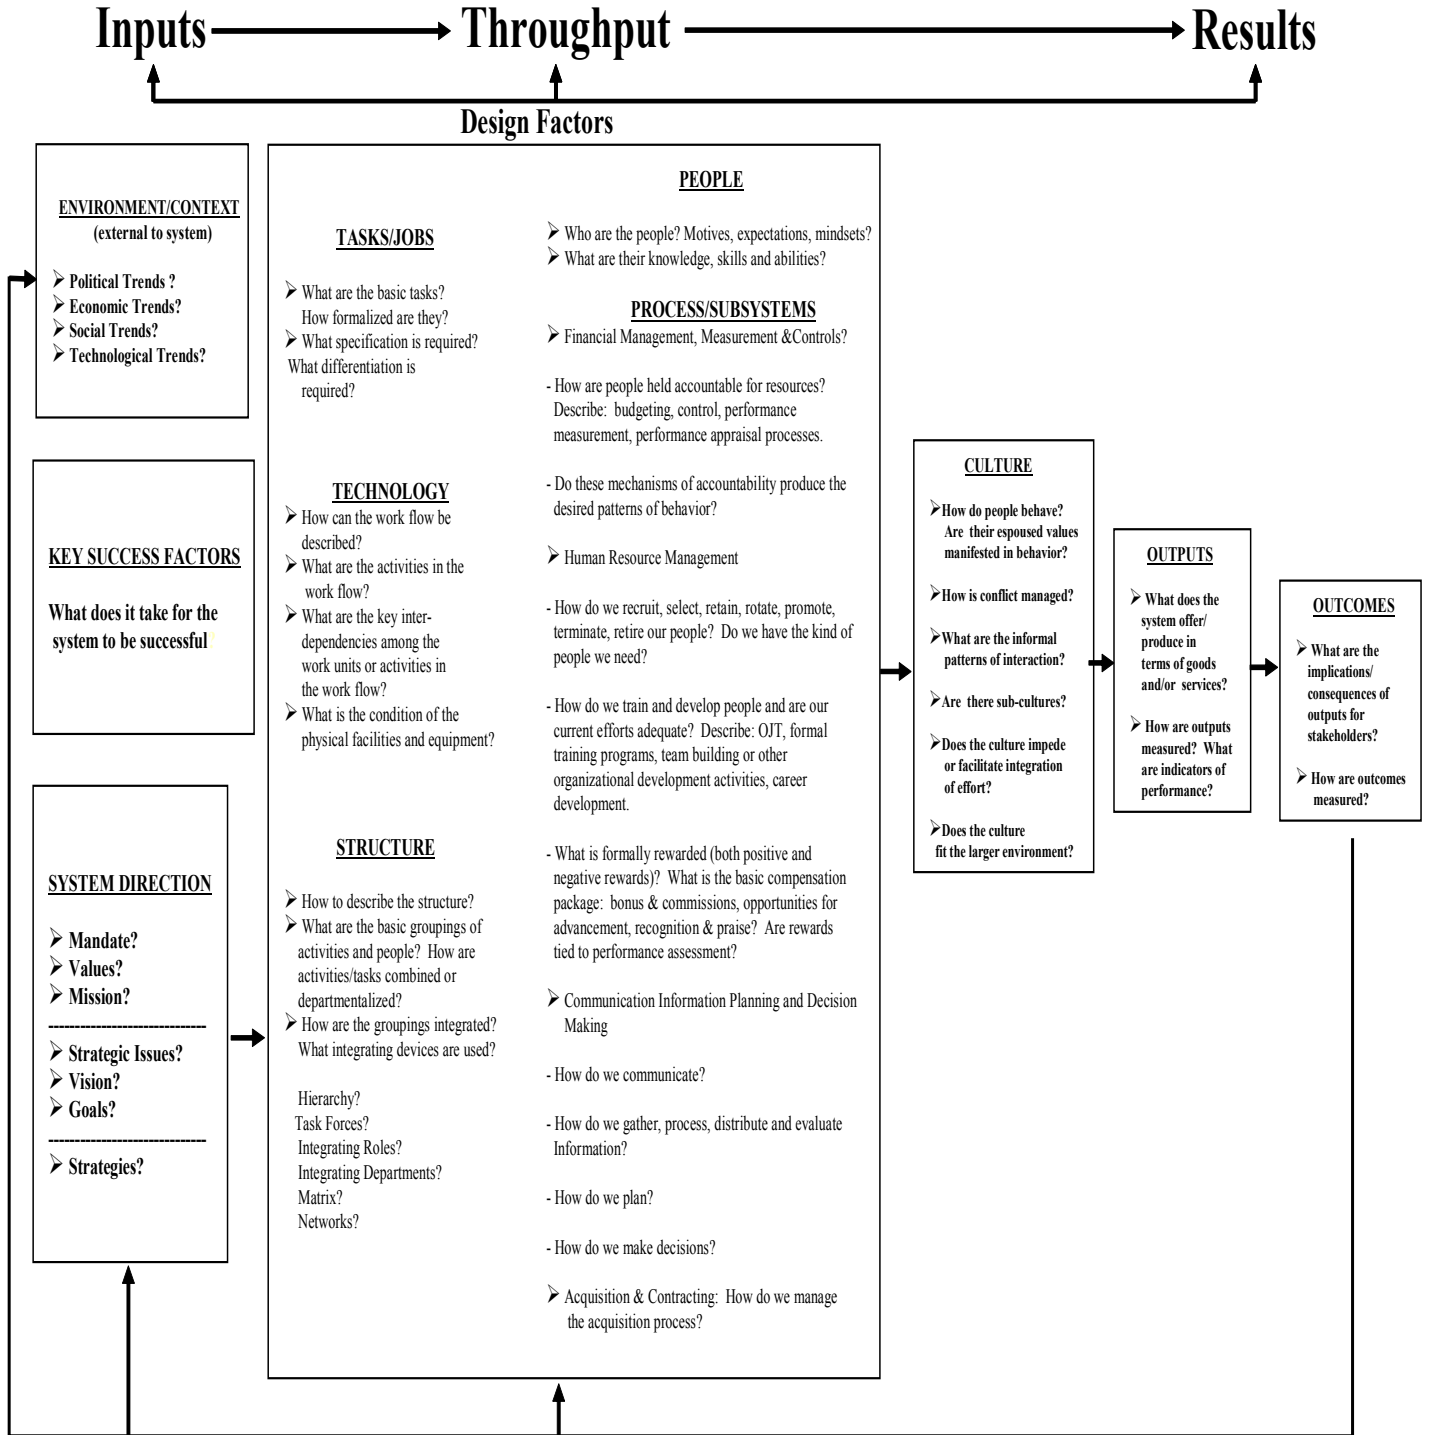 Inputs
Throughput
Results
Design Factors
ENVIRONMENT/CONTEXT
(external to system)
➢ Political Trends ?
➢ Economic Trends?
➢ Social Trends?
➢ Technological Trends?
KEY SUCCESS FACTORS
What does it take for the
system to be successful?
SYSTEM DIRECTION
➢ Mandate?
➢ Values?
➢ Mission?
------------------------------
➢ Strategic Issues?
➢ Vision?
➢ Goals?
------------------------------
➢ Strategies?
TASKS/JOBS
➢ What are the basic tasks?
How formalized are they?
➢ What specification is required?
What differentiation is
required?
TECHNOLOGY
➢ How can the work flow be
described?
➢ What are the activities in the
work flow?
➢ What are the key inter-
dependencies among the
work units or activities in
the work flow?
➢ What is the condition of the
physical facilities and equipment?
STRUCTURE
➢ How to describe the structure?
➢ What are the basic groupings of
activities and people? How are
activities/tasks combined or
departmentalized?
➢ How are the groupings integrated?
What integrating devices are used?
Hierarchy?
Task Forces?
Integrating Roles?
Integrating Departments?
Matrix?
Networks?
PEOPLE
➢ Who are the people? Motives, expectations, mindsets?
➢ What are their knowledge, skills and abilities?
PROCESS/SUBSYSTEMS
➢ Financial Management, Measurement &Controls?
- How are people held accountable for resources?
Describe: budgeting, control, performance
measurement, performance appraisal processes.
- Do these mechanisms of accountability produce the
desired patterns of behavior?
➢ Human Resource Management
- How do we recruit, select, retain, rotate, promote,
terminate, retire our people? Do we have the kind of
people we need?
- How do we train and develop people and are our
current efforts adequate? Describe: OJT, formal
training programs, team building or other
organizational development activities, career
development.
- What is formally rewarded (both positive and
negative rewards)? What is the basic compensation
package: bonus & commissions, opportunities for
advancement, recognition & praise? Are rewards
tied to performance assessment?
➢ Communication Information Planning and Decision
Making
- How do we communicate?
- How do we gather, process, distribute and evaluate
Information?
- How do we plan?
- How do we make decisions?
➢ Acquisition & Contracting: How do we manage
the acquisition process?
CULTURE
➢How do people behave?
Are their espoused values
manifested in behavior?
➢How is conflict managed?
➢What are the informal
patterns of interaction?
➢Are there sub-cultures?
➢Does the culture impede
or facilitate integration
of effort?
➢Does the culture
fit the larger environment?
OUTPUTS
➢ What does the
system offer/
produce in
terms of goods
and/or services?
➢ How are outputs
measured? What
are indicators of
performance?
OUTCOMES
➢ What are the
implications/
consequences of
outputs for
stakeholders?
➢ How are outcomes
measured?